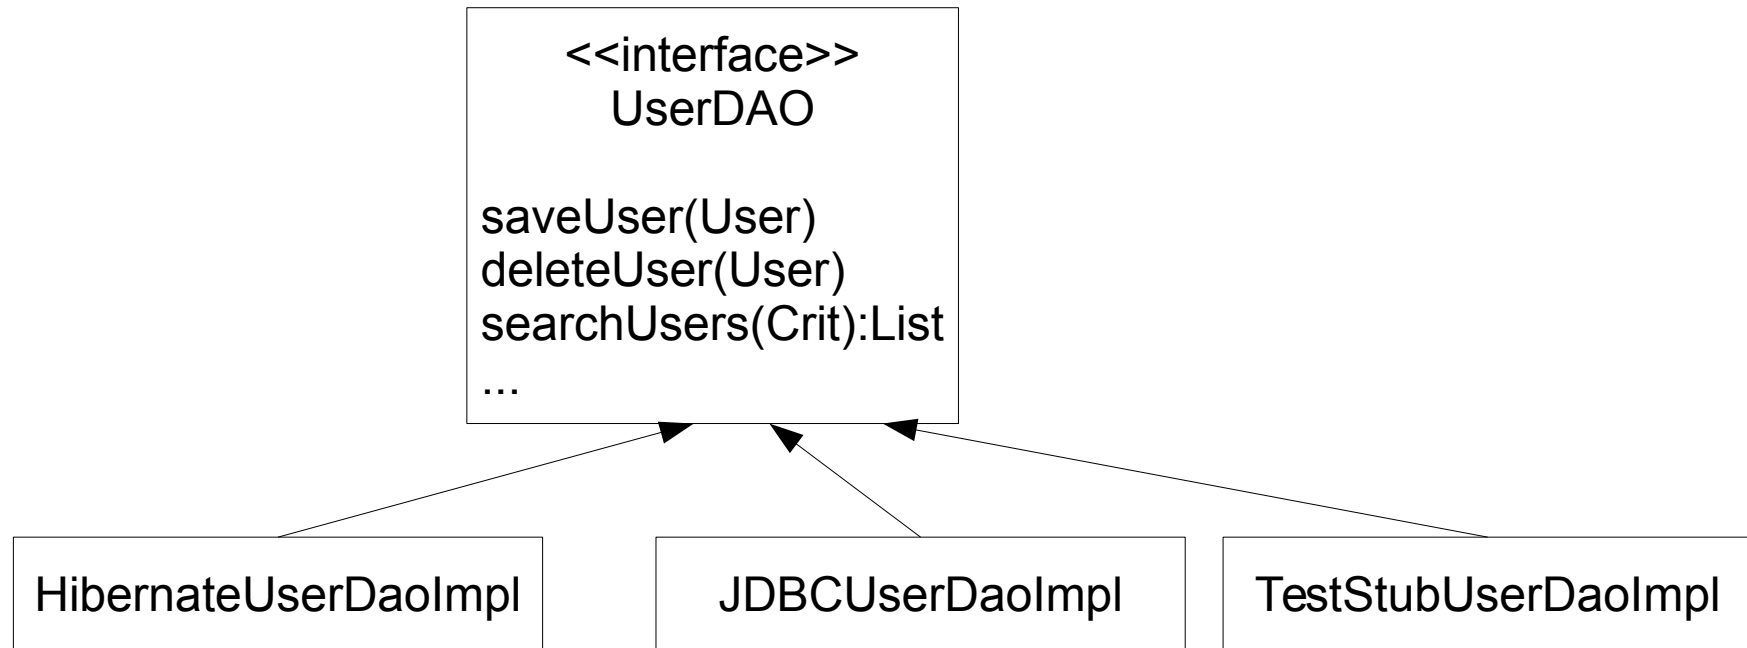 <<interface>>
UserDAO
saveUser(User)
deleteUser(User)
searchUsers(Crit):List
...
HibernateUserDaoImpl
JDBCUserDaoImpl
TestStubUserDaoImpl